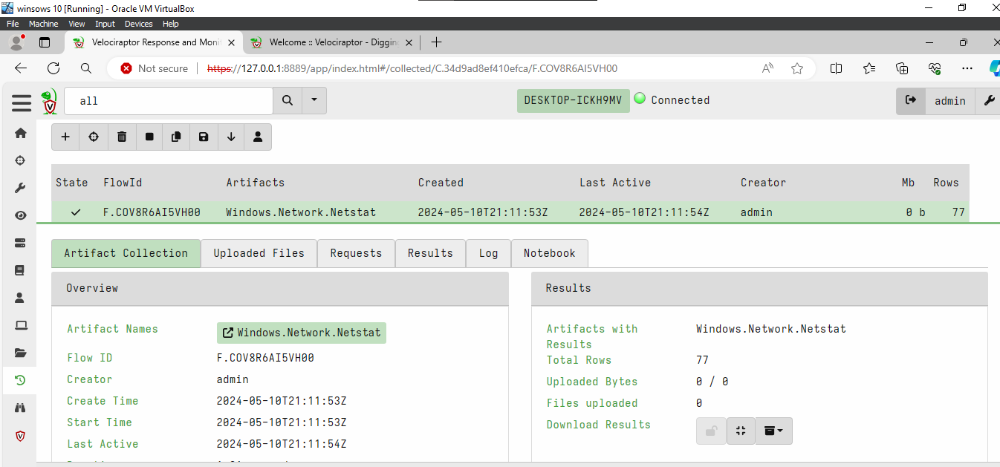 winsows 10 [Running] - Oracle VM VirtualBox
File Machine View Input Devices Help
Velociraptor Response and Monit Welcome :: Velociraptor - Digging
Not secure https://127.0.0.1:8889/app/index.html#/collected/C.34d9ad8ef410efca/F.COV8R6AI5VH00
all DESKTOP-ICKH9MV Connected admin
State FlowId Artifacts Created Last Active Creator Mb Rows
F.COV8R6AI5VH00 Windows.Network.Netstat 2024-05-10T21:11:53Z 2024-05-10T21:11:54Z admin 0 b 77
Artifact Collection Uploaded Files Requests Results Log Notebook
Overview
Artifact Names Windows.Network.Netstat
Flow ID F.COV8R6AI5VH00
Creator admin
Create Time 2024-05-10T21:11:53Z
Start Time 2024-05-10T21:11:53Z
Last Active 2024-05-10T21:11:54Z
Results
Artifacts with Windows.Network.Netstat
Results
Total Rows 77
Uploaded Bytes 0 / 0
Files uploaded 0
Download Results